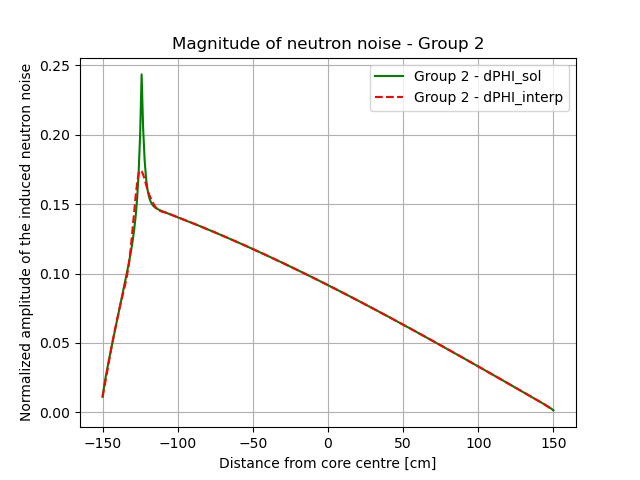 Magnitude of neutron noise - Group 2
Normalized amplitude of the induced neutron noise
0.25
0.20
0.15
0.10
0.05
0.00
Group 2 - dPHI_sol
Group 2 - dPHI_interp
−150 −100 −50 0 50 100 150
Distance from core centre [cm]